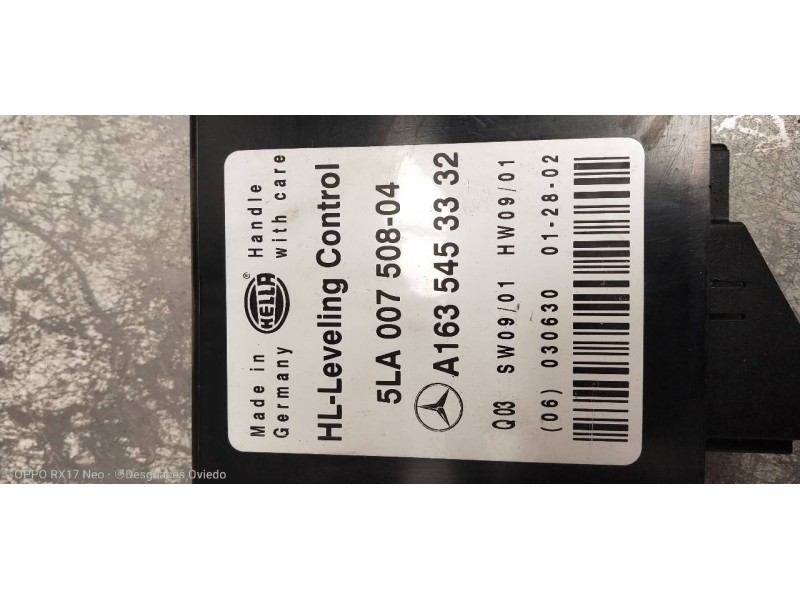 Made in
Germany
HELLA
®
Handle
with care
HL-Leveling Control
5LA 007 508-04
A163 545 33 32
Q03 SW09/01 HW09/01
(06) 030630 01-28-02
OPPO RX17 Neo · ©Desguaces Oviedo